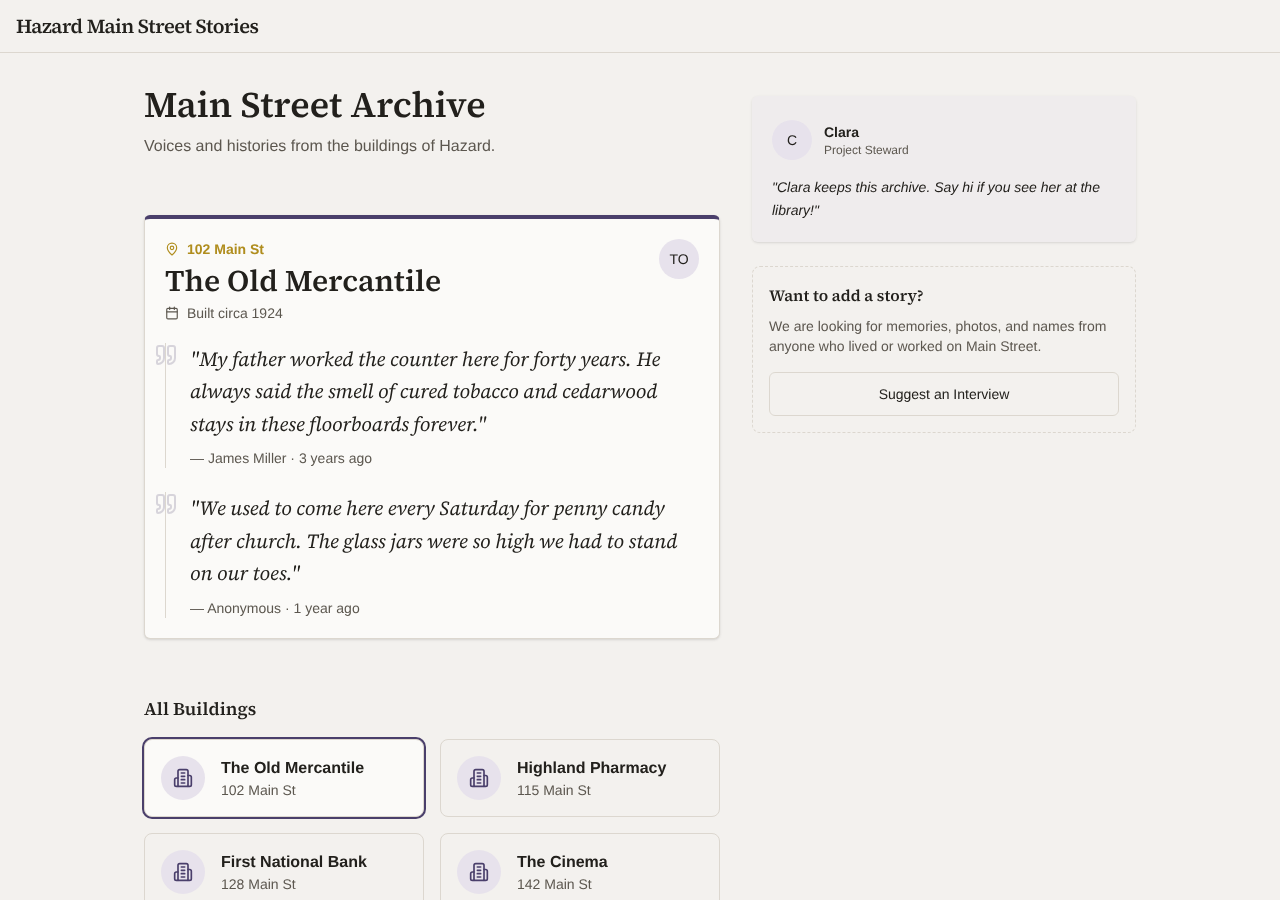 Hazard Main Street Stories
Main Street Archive
Voices and histories from the buildings of Hazard.
102 Main St
TO
The Old Mercantile
Built circa 1924
"My father worked the counter here for forty years. He
always said the smell of cured tobacco and cedarwood
stays in these floorboards forever."
— James Miller · 3 years ago
"We used to come here every Saturday for penny candy
after church. The glass jars were so high we had to stand
on our toes."
— Anonymous · 1 year ago
All Buildings
The Old Mercantile
102 Main St
Highland Pharmacy
115 Main St
First National Bank
128 Main St
The Cinema
142 Main St
C
Clara
Project Steward
"Clara keeps this archive. Say hi if you see her at the
library!"
Want to add a story?
We are looking for memories, photos, and names from
anyone who lived or worked on Main Street.
Suggest an Interview